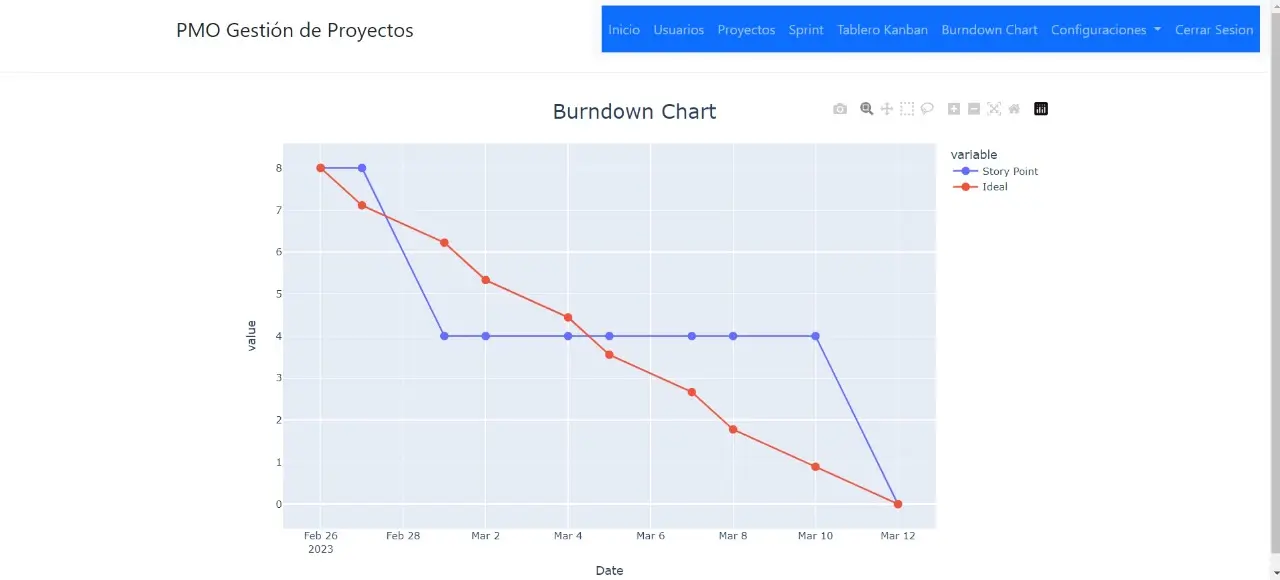 PMO Gestión de Proyectos
Inicio Usuarios Proyectos Sprint Tablero Kanban Burndown Chart Configuraciones Cerrar Sesion
Burndown Chart
variable
Story Point
Ideal
8
7
6
5
4
3
2
1
0
value
Feb 26 Feb 28 Mar 2 Mar 4 Mar 6 Mar 8 Mar 10 Mar 12
2023
Date